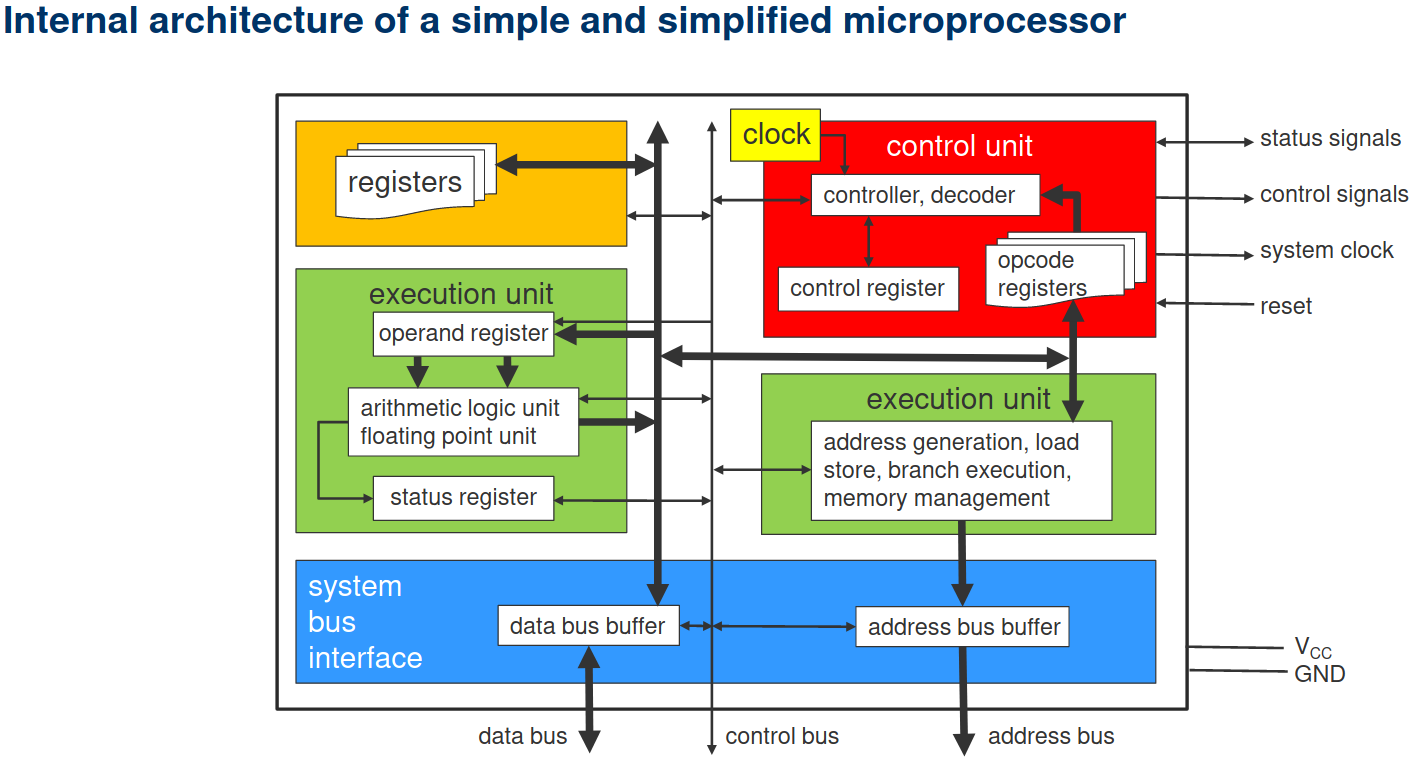 Internal architecture of a simple and simplified microprocessor
clock
control unit
registers
controller, decoder
control register
opcode
registers
status signals
control signals
system clock
reset
execution unit
operand register
arithmetic logic unit
floating point unit
status register
execution unit
address generation, load
store, branch execution,
memory management
system
bus
interface
data bus buffer
address bus buffer
VCC
GND
data bus
control bus
address bus